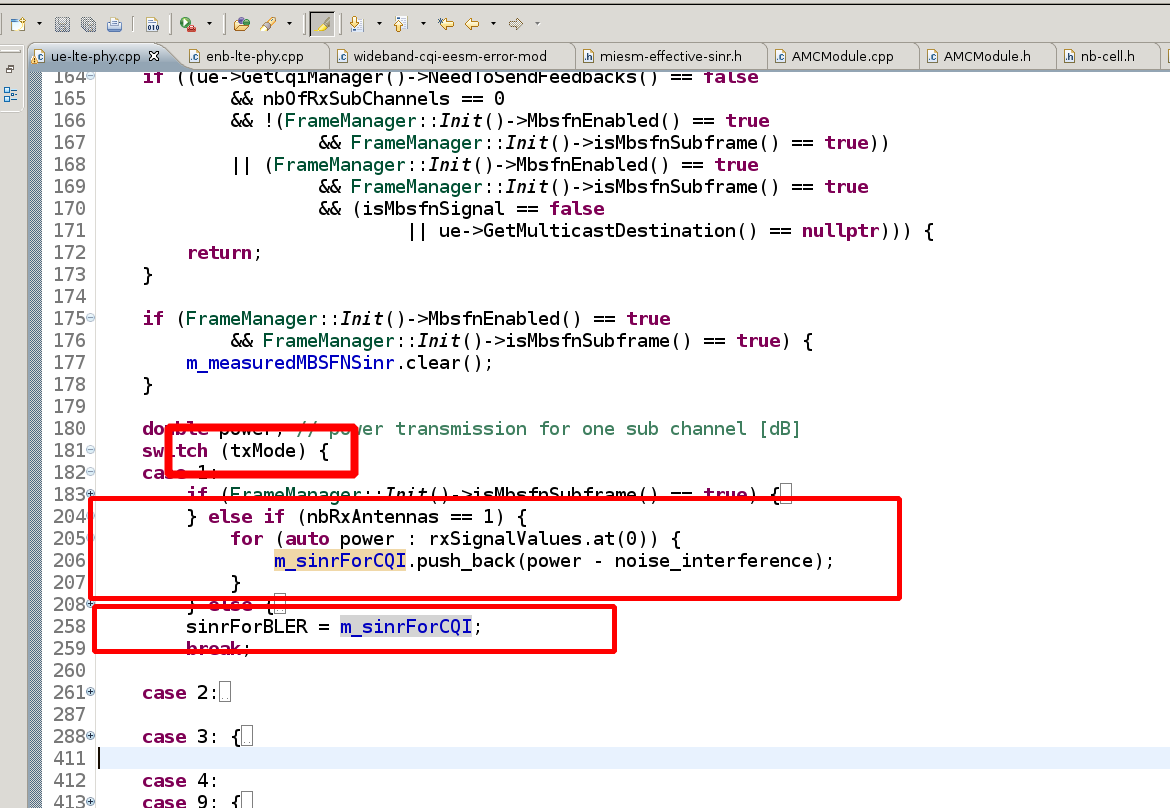 ue-lte-phy.cpp enb-lte-phy.cpp wideband-cqi-eesm-error-mod miesm-effective-sinr.h AMCModule.cpp AMCModule.h nb-cell.h
164 if ((ue->GetCqiManager()->NeedToSendFeedbacks() == false
165 && nbOfRxSubChannels == 0
166 && !(FrameManager::Init()->MbsfnEnabled() == true
167 && FrameManager::Init()->isMbsfnSubframe() == true))
168 || (FrameManager::Init()->MbsfnEnabled() == true
169 && FrameManager::Init()->isMbsfnSubframe() == true
170 && (isMbsfnSignal == false
171 || ue->GetMulticastDestination() == nullptr))) {
172 return;
173 }
174
175 if (FrameManager::Init()->MbsfnEnabled() == true
176 && FrameManager::Init()->isMbsfnSubframe() == true) {
177 m_measuredMBSFNSinr.clear();
178 }
179
180 double power; // power transmission for one sub channel [dB]
181 switch (txMode) {
182 case 1:
183 if (FrameManager::Init()->isMbsfnSubframe() == true) {
204 } else if (nbRxAntennas == 1) {
205 for (auto power : rxSignalValues.at(0)) {
206 m_sinrForCQI.push_back(power - noise_interference);
207 }
208 } else {
258 sinrForBLER = m_sinrForCQI;
259 break;
260
261 case 2:
287
288 case 3: {
411
412 case 4:
413 case 9: {